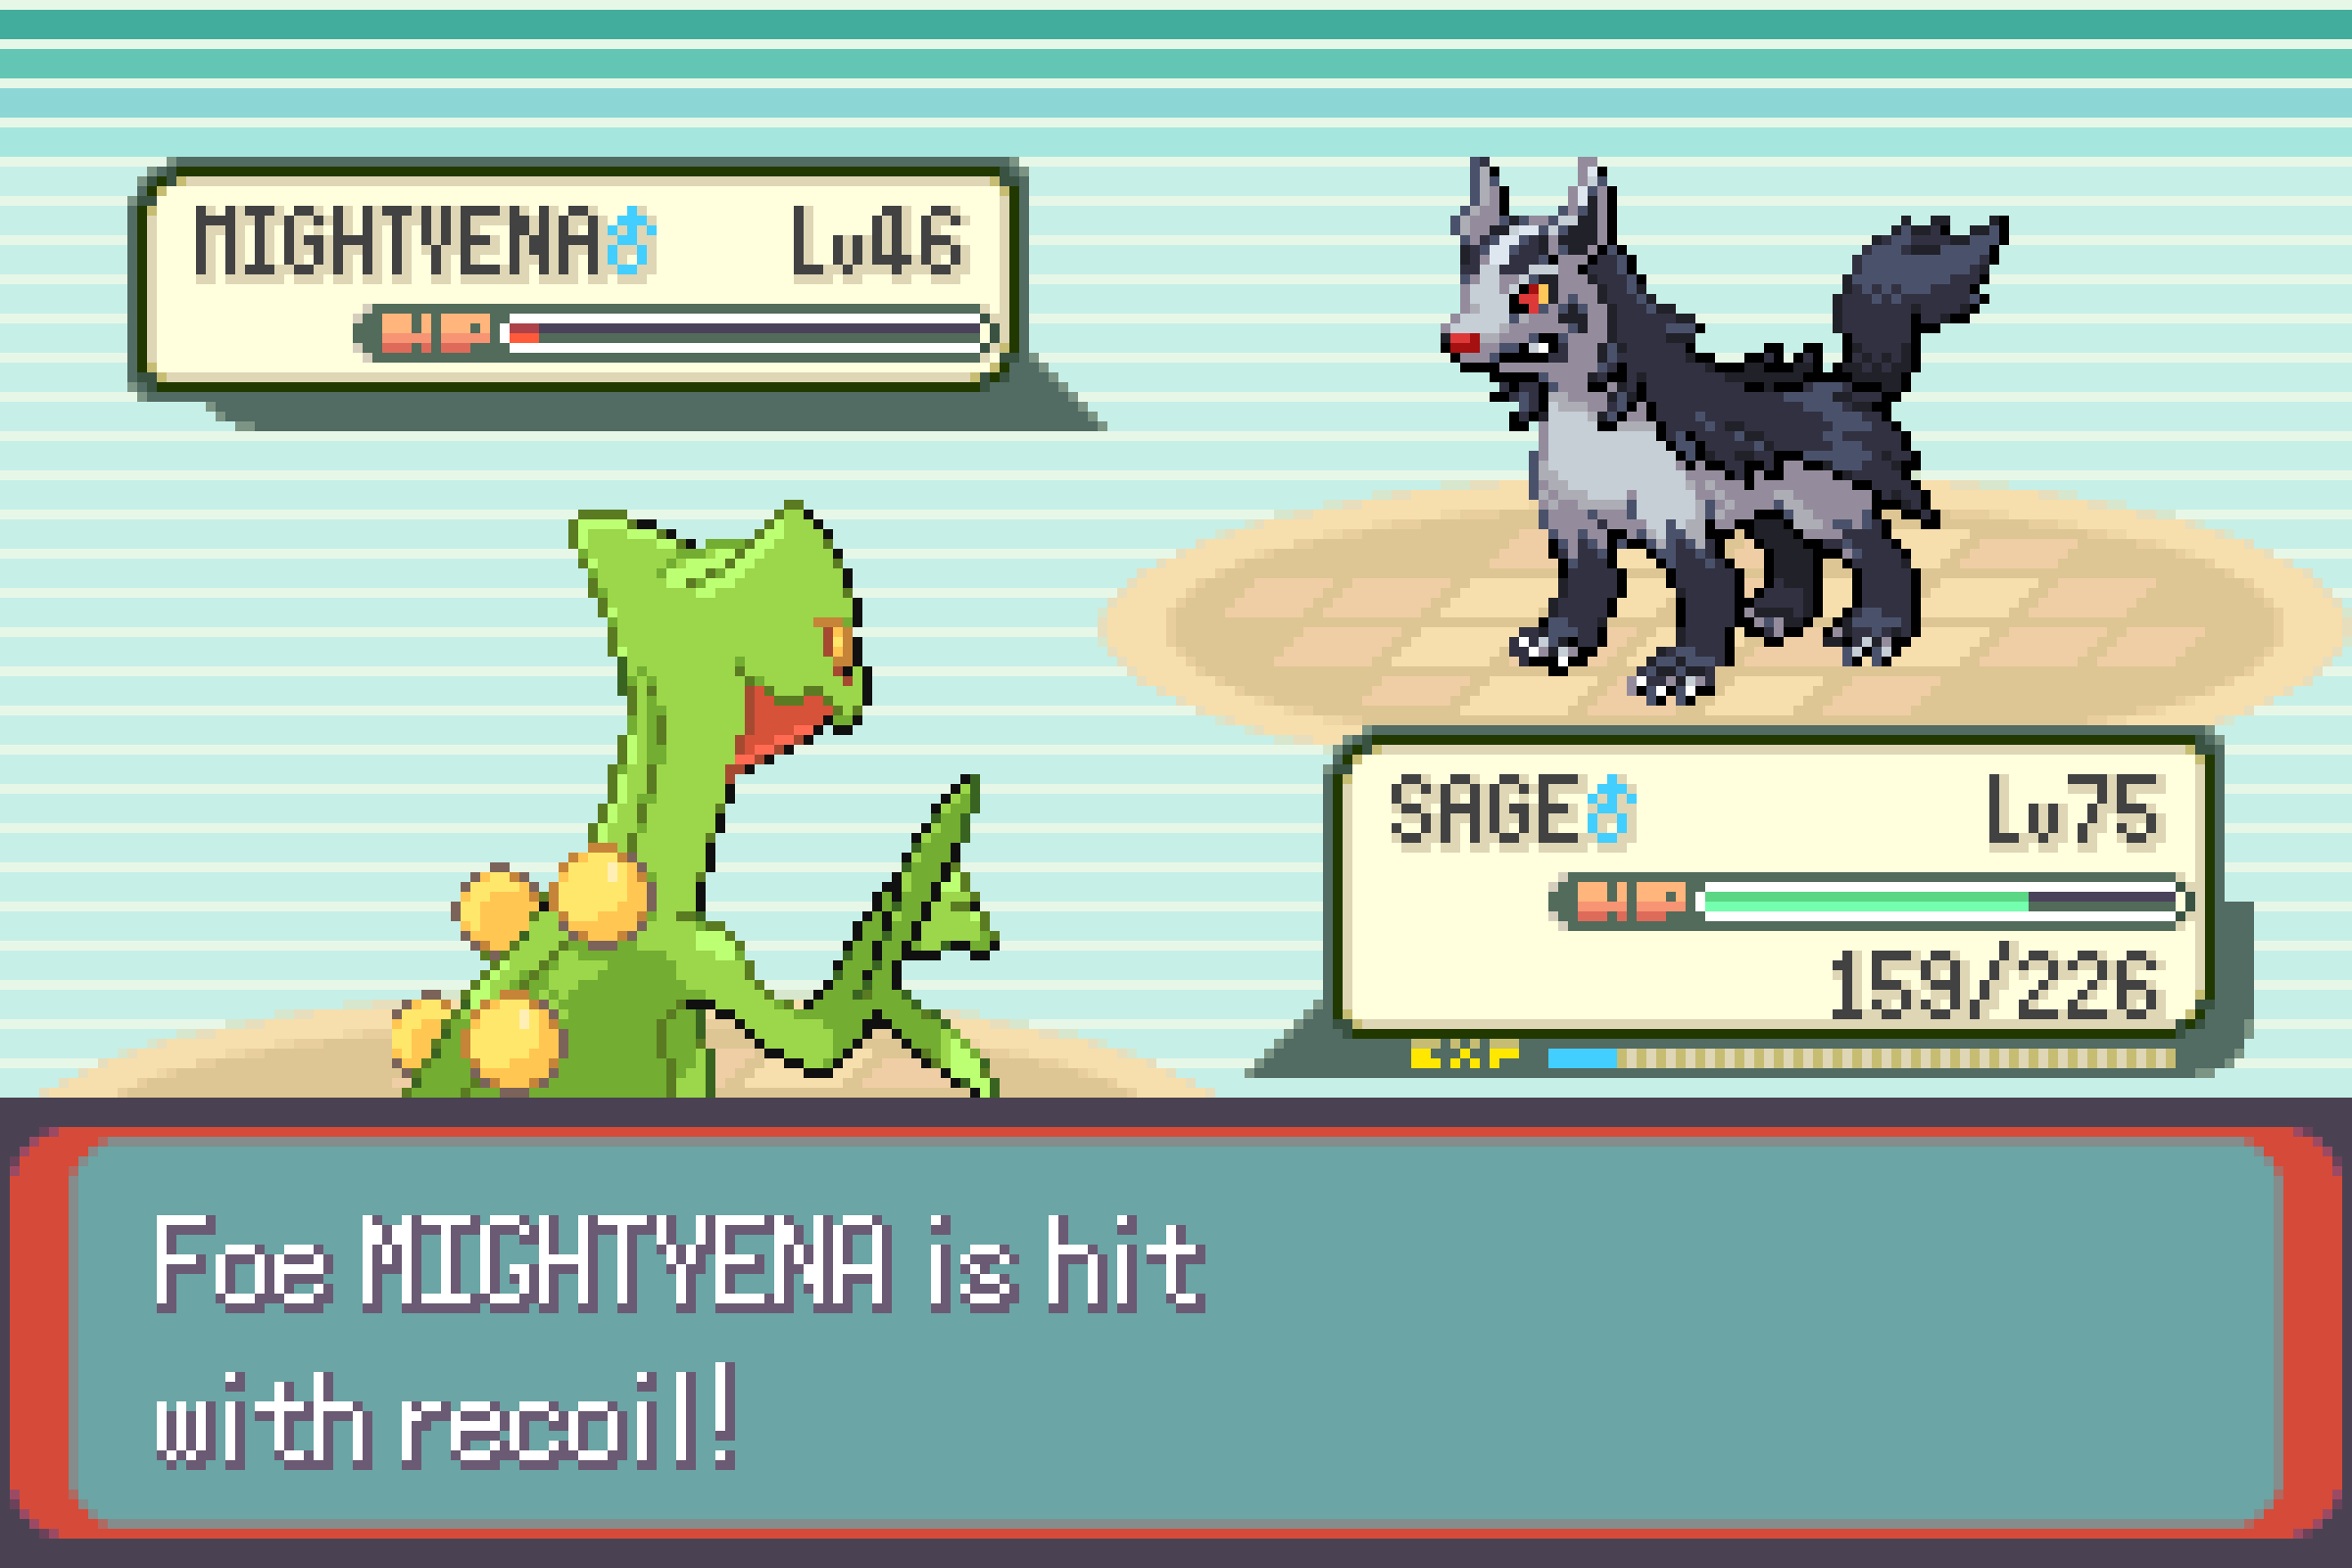 MIGHTYENA♂ Lv46
HP
SAGE♂ Lv75
HP
159/226
EXP
Foe MIGHTYENA is hit
with recoil!